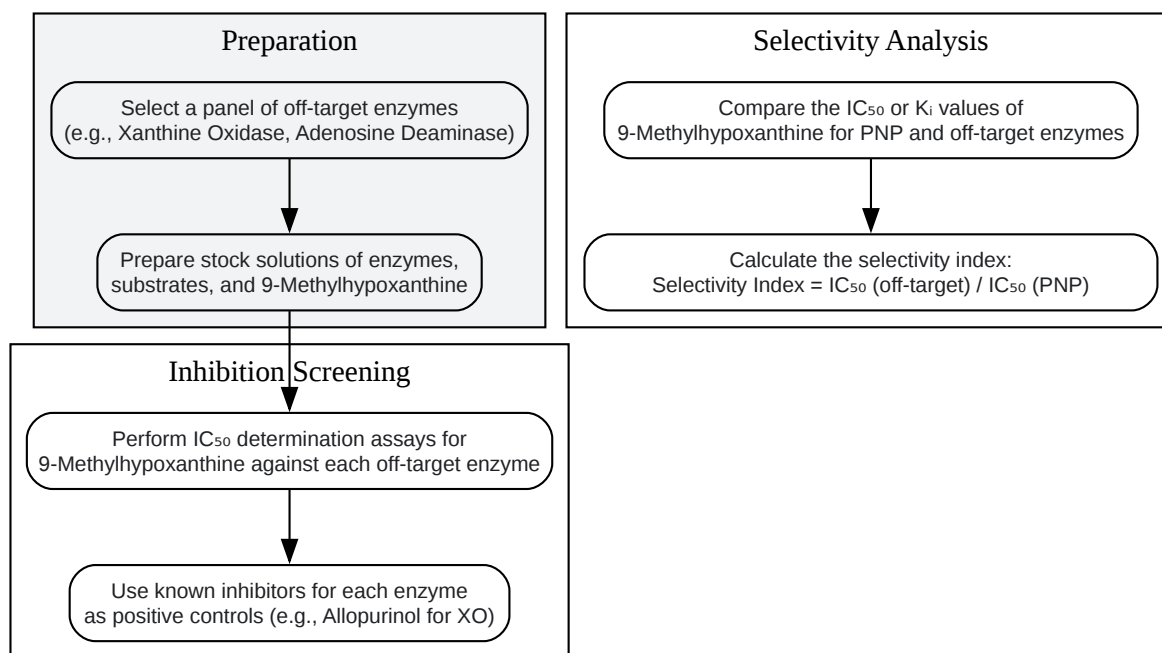 Preparation
Select a panel of off-target enzymes
(e.g., Xanthine Oxidase, Adenosine Deaminase)
Prepare stock solutions of enzymes,
substrates, and 9-Methylhypoxanthine
Inhibition Screening
Perform IC₅₀ determination assays for
9-Methylhypoxanthine against each off-target enzyme
Use known inhibitors for each enzyme
as positive controls (e.g., Allopurinol for XO)
Selectivity Analysis
Compare the IC₅₀ or Kᵢ values of
9-Methylhypoxanthine for PNP and off-target enzymes
Calculate the selectivity index:
Selectivity Index = IC₅₀ (off-target) / IC₅₀ (PNP)